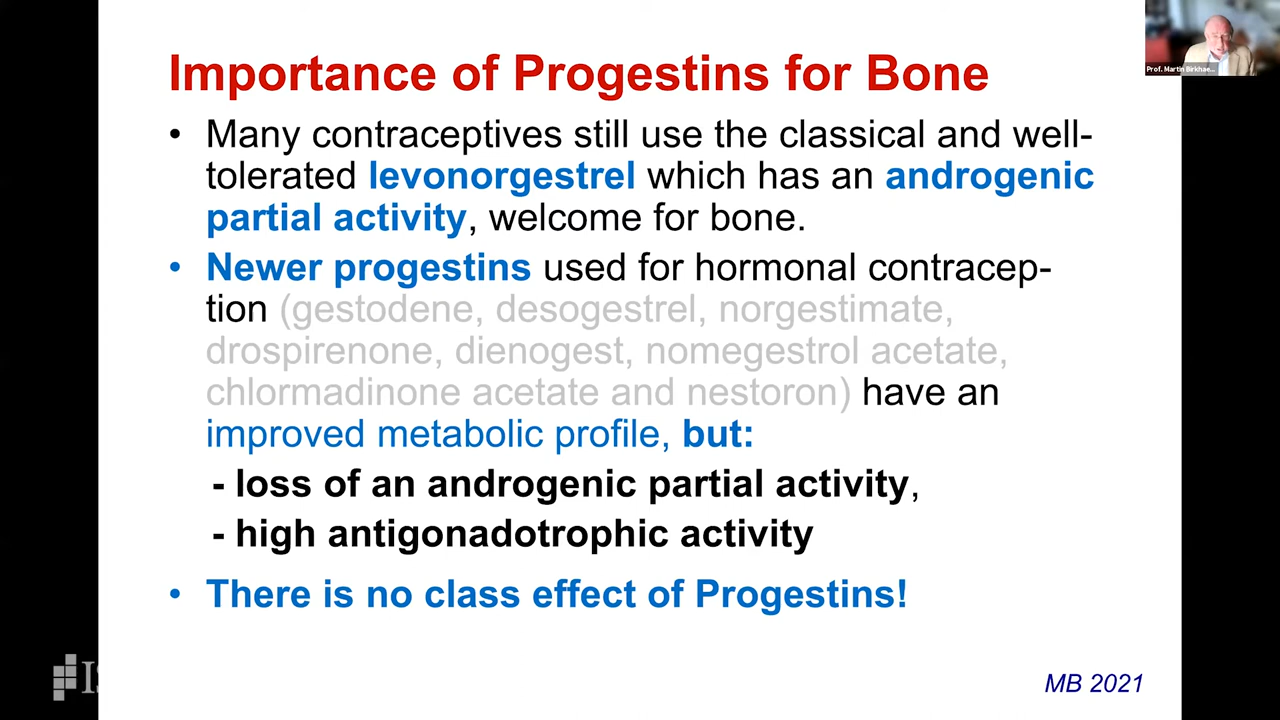 Importance of Progestins for Bone
Prof. Martin Birkhae...
• Many contraceptives still use the classical and well-
tolerated levonorgestrel which has an androgenic
partial activity, welcome for bone.
• Newer progestins used for hormonal contracep-
tion (gestodene, desogestrel, norgestimate,
drospirenone, dienogest, nomegestrol acetate,
chlormadinone acetate and nestoron) have an
improved metabolic profile, but:
- loss of an androgenic partial activity,
- high antigonadotrophic activity
• There is no class effect of Progestins!
MB 2021